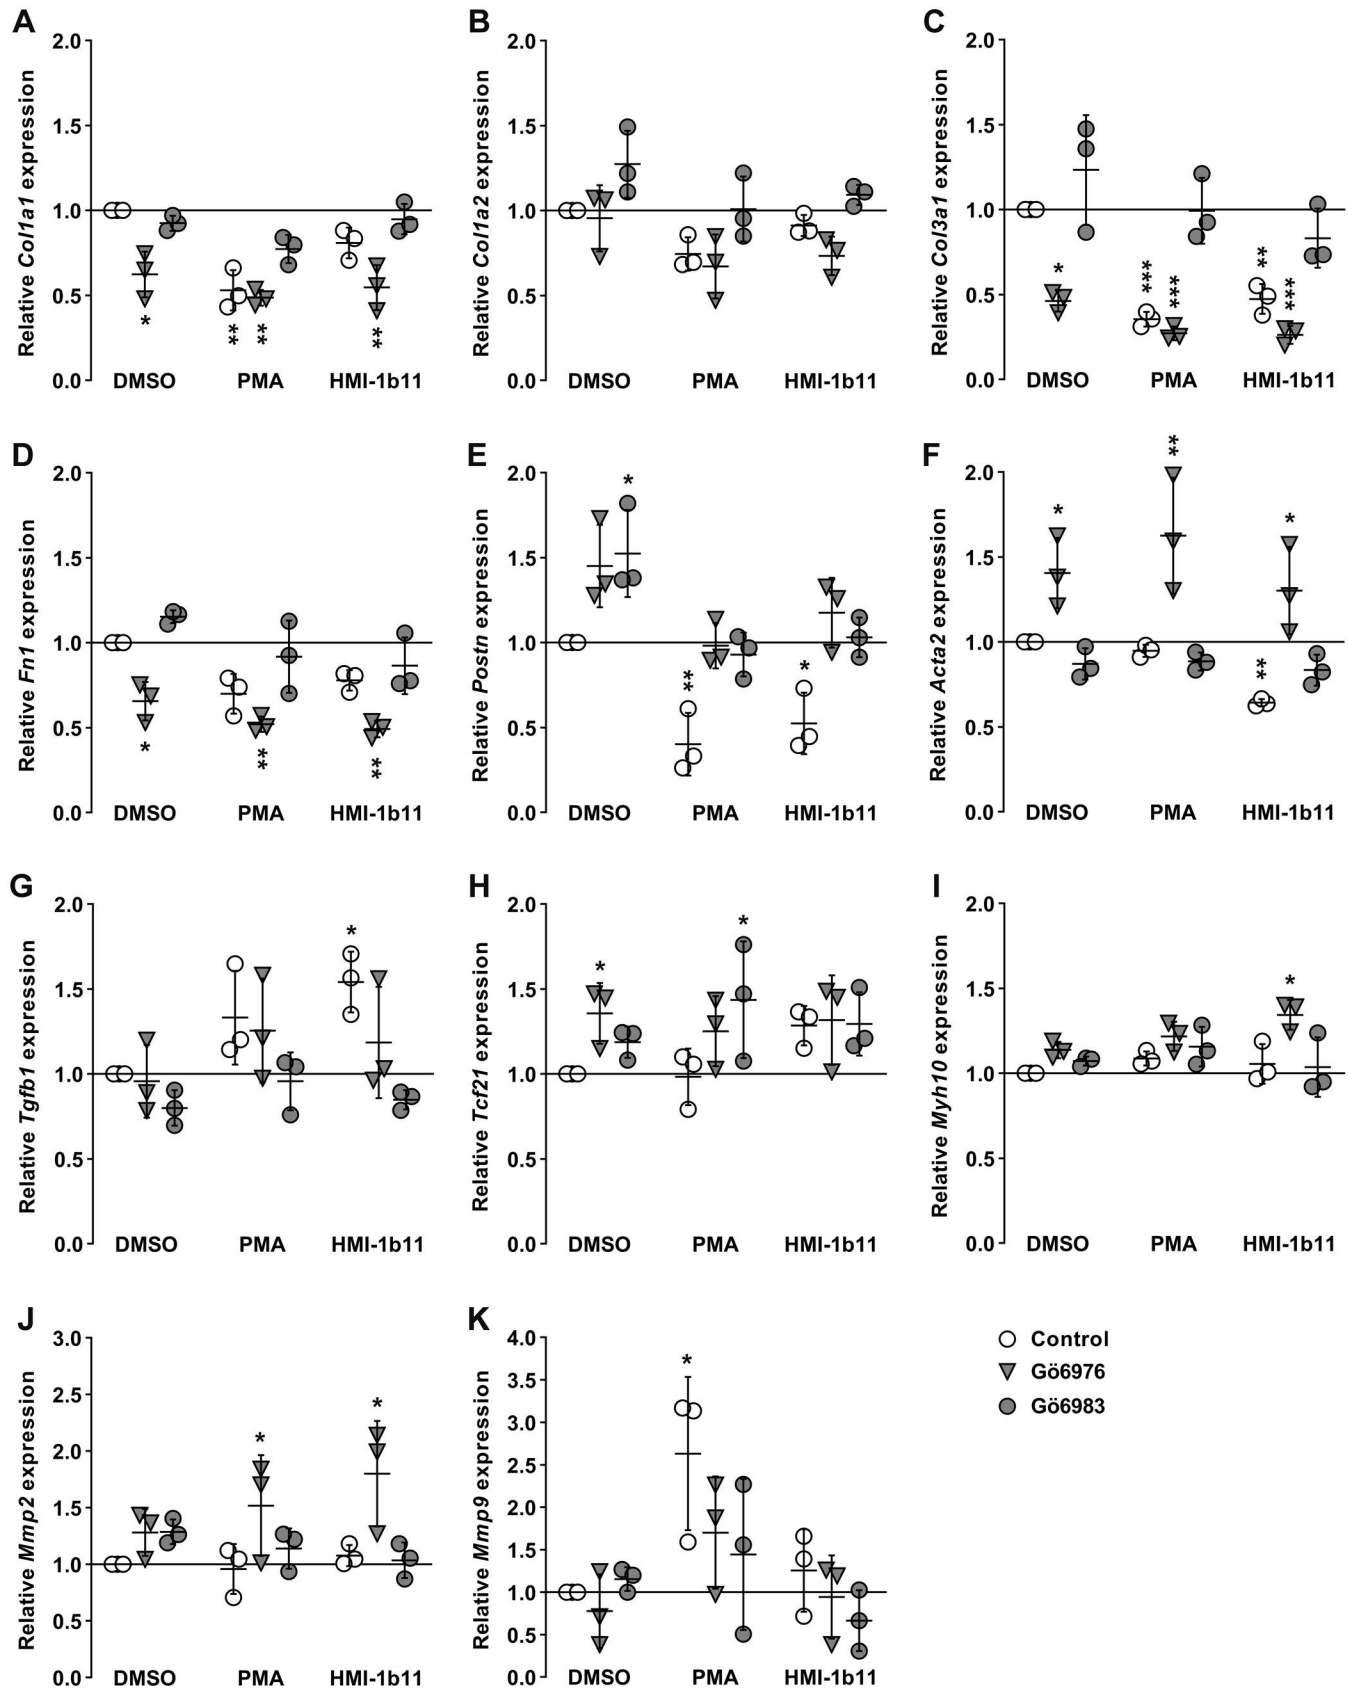 A
Relative Col1a1 expression
2.0
1.5
1.0
0.5
0.0
*
**
**
**
DMSO PMA HMI-1b11
B
Relative Col1a2 expression
2.0
1.5
1.0
0.5
0.0
DMSO PMA HMI-1b11
C
Relative Col3a1 expression
2.0
1.5
1.0
0.5
0.0
*
***
***
**
***
DMSO PMA HMI-1b11
D
Relative Fn1 expression
2.0
1.5
1.0
0.5
0.0
*
**
**
DMSO PMA HMI-1b11
E
Relative Postn expression
2.0
1.5
1.0
0.5
0.0
*
**
*
DMSO PMA HMI-1b11
F
Relative Acta2 expression
2.0
1.5
1.0
0.5
0.0
*
**
**
*
DMSO PMA HMI-1b11
G
Relative Tgfb1 expression
2.0
1.5
1.0
0.5
0.0
*
DMSO PMA HMI-1b11
H
Relative Tcf21 expression
2.0
1.5
1.0
0.5
0.0
*
*
DMSO PMA HMI-1b11
I
Relative Myh10 expression
2.0
1.5
1.0
0.5
0.0
*
DMSO PMA HMI-1b11
J
Relative Mmp2 expression
3.0
2.5
2.0
1.5
1.0
0.5
0.0
*
*
DMSO PMA HMI-1b11
K
Relative Mmp9 expression
4.0
3.5
3.0
2.5
2.0
1.5
1.0
0.5
0.0
*
DMSO PMA HMI-1b11
Control
Gö6976
Gö6983